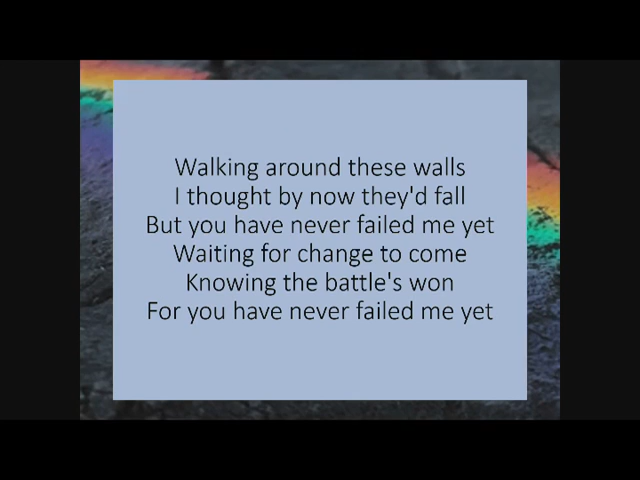 Walking around these walls
I thought by now they'd fall
But you have never failed me yet
Waiting for change to come
Knowing the battle's won
For you have never failed me yet